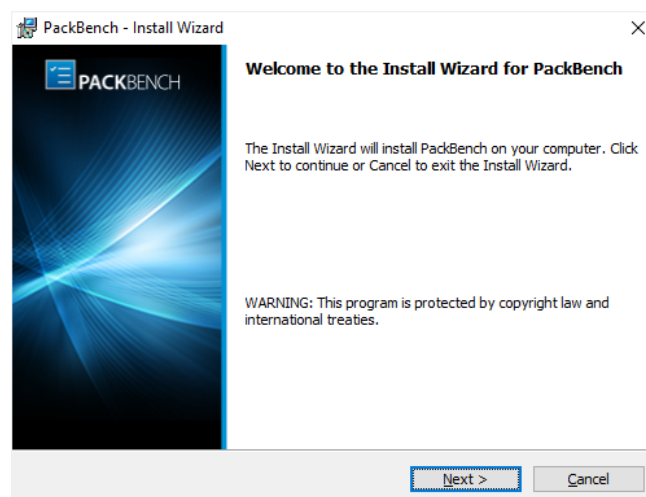 PackBench - Install Wizard
PACKBENCH
Welcome to the Install Wizard for PackBench
The Install Wizard will install PackBench on your computer. Click
Next to continue or Cancel to exit the Install Wizard.
WARNING: This program is protected by copyright law and
international treaties.
Next >
Cancel